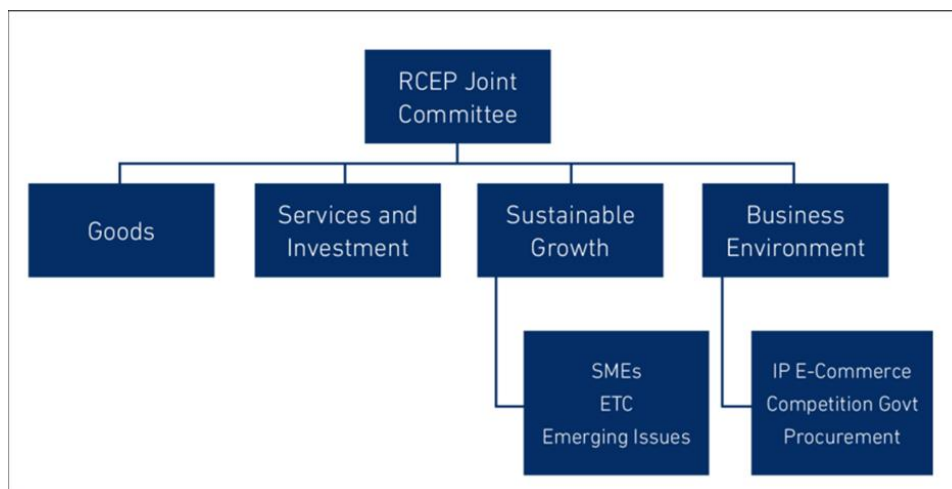 RCEP Joint
Committee
Goods
Services and
Investment
Sustainable
Growth
Business
Environment
SMEs
ETC
Emerging Issues
IP E-Commerce
Competition Govt
Procurement